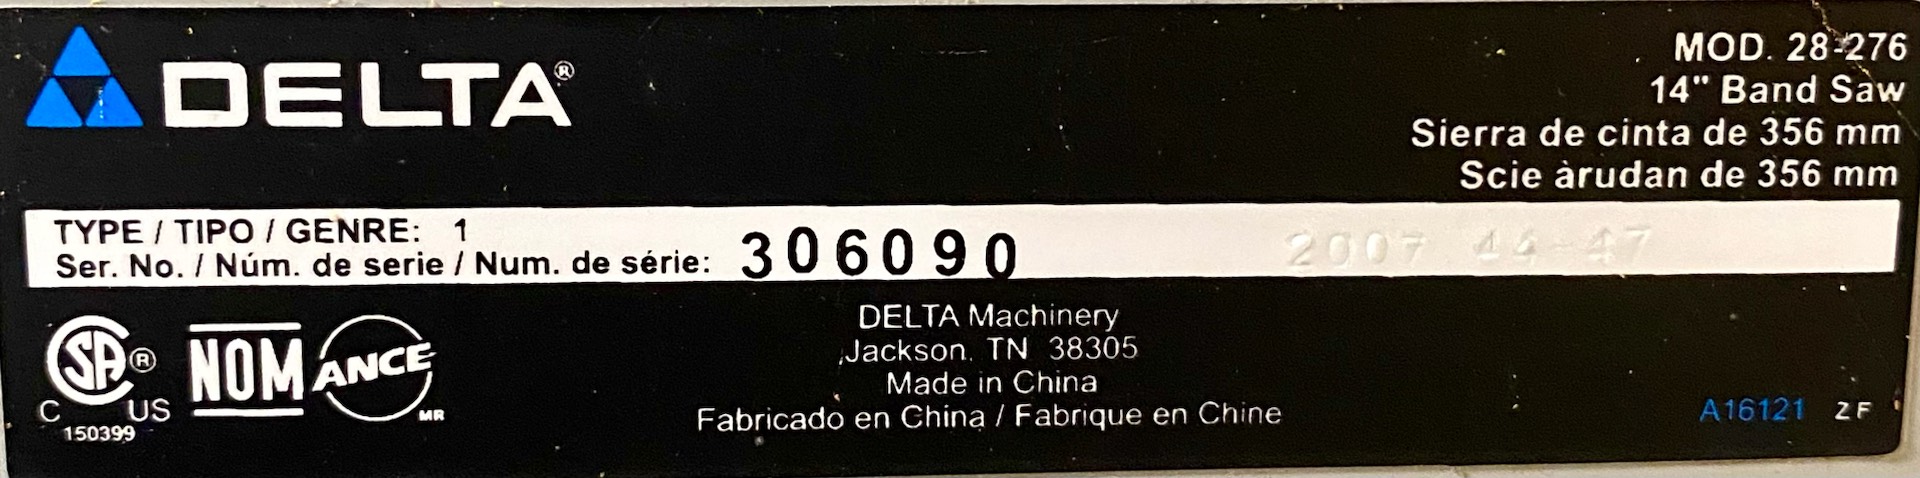 DELTA®
MOD. 28-276
14" Band Saw
Sierra de cinta de 356 mm
Scie àrudan de 356 mm
TYPE / TIPO / GENRE: 1
Ser. No. / Núm. de serie / Num. de série: 306090
2007 44-47
CSA®
C US
150399
NOM
ANCE
MR
DELTA Machinery
Jackson, TN 38305
Made in China
Fabricado en China / Fabrique en Chine
A16121 ZF